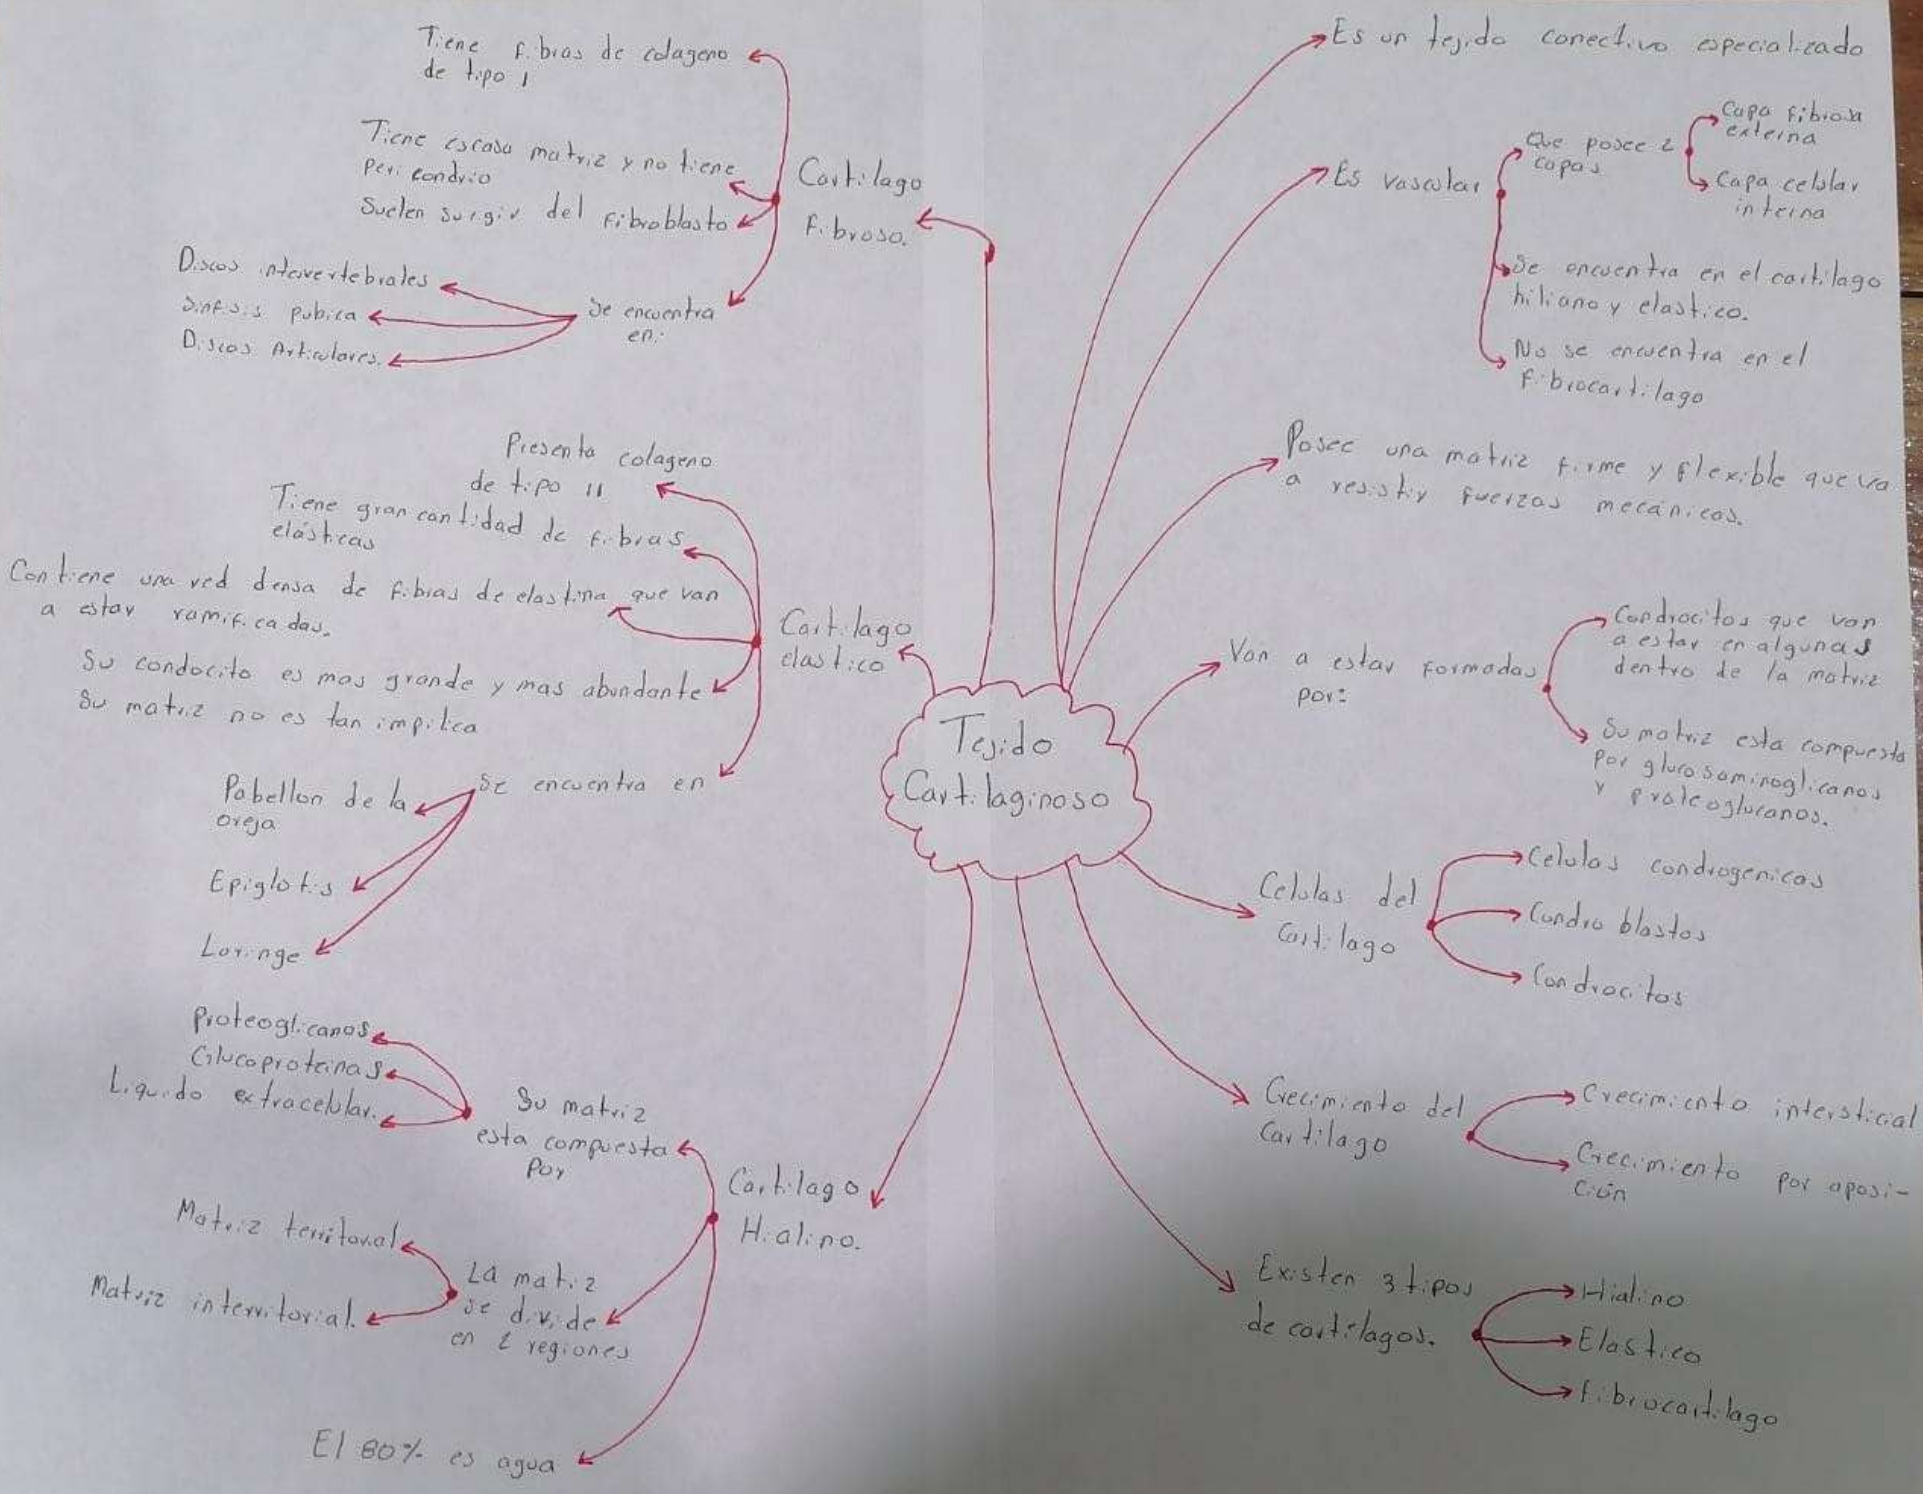 Tejido
Cartilaginoso
Es un tejido conectivo especializado
Es vascular
Que posee 2
capas
Capa fibrosa
externa
Capa celular
interna
Se encuentra en el cartilago
hiliano y elastico.
No se encuentra en el
fibrocartilago
Posee una matriz firme y flexible que va
a resistir fuerzas mecánicas.
Van a estar formadas
por:
Condrocitos que van
a estar en algunas
dentro de la matriz
Su matriz esta compuesta
por glucosaminoglicanos
y proteoglucanos.
Celulas del
Cartilago
Celulas condrogenicas
Condro blastos
Condrocitos
Crecimiento del
Cartilago
Crecimiento intersticial
Crecimiento por aposi-
ción
Existen 3 tipos
de cartilagos.
Hialino
Elastico
fibrocartilago
Cartilago
Fibroso.
Tiene fibras de colageno
de tipo I
Tiene escasa matriz y no tiene
pericondrio
Suelen surgir del fibroblasto
Se encuentra
en:
Discos intervertebrales
Sinfisis pubica
Discos Articulares.
Cartilago
elastico
Presenta colageno
de tipo II
Tiene gran cantidad de fibras
elásticas
Contiene una red densa de fibras de elastina que van
a estar ramificadas.
Su condocito es mas grande y mas abundante
Su matriz no es tan implica
Se encuentra en
Pabellon de la
oreja
Epiglotis
Laringe
Cartilago
Hialino.
Su matriz
esta compuesta
por
Proteoglicanos
Glucoproteinas
Liquido extracelular.
La matriz
se divide
en 2 regiones
Matriz territorial
Matriz interritorial.
El 80% es agua